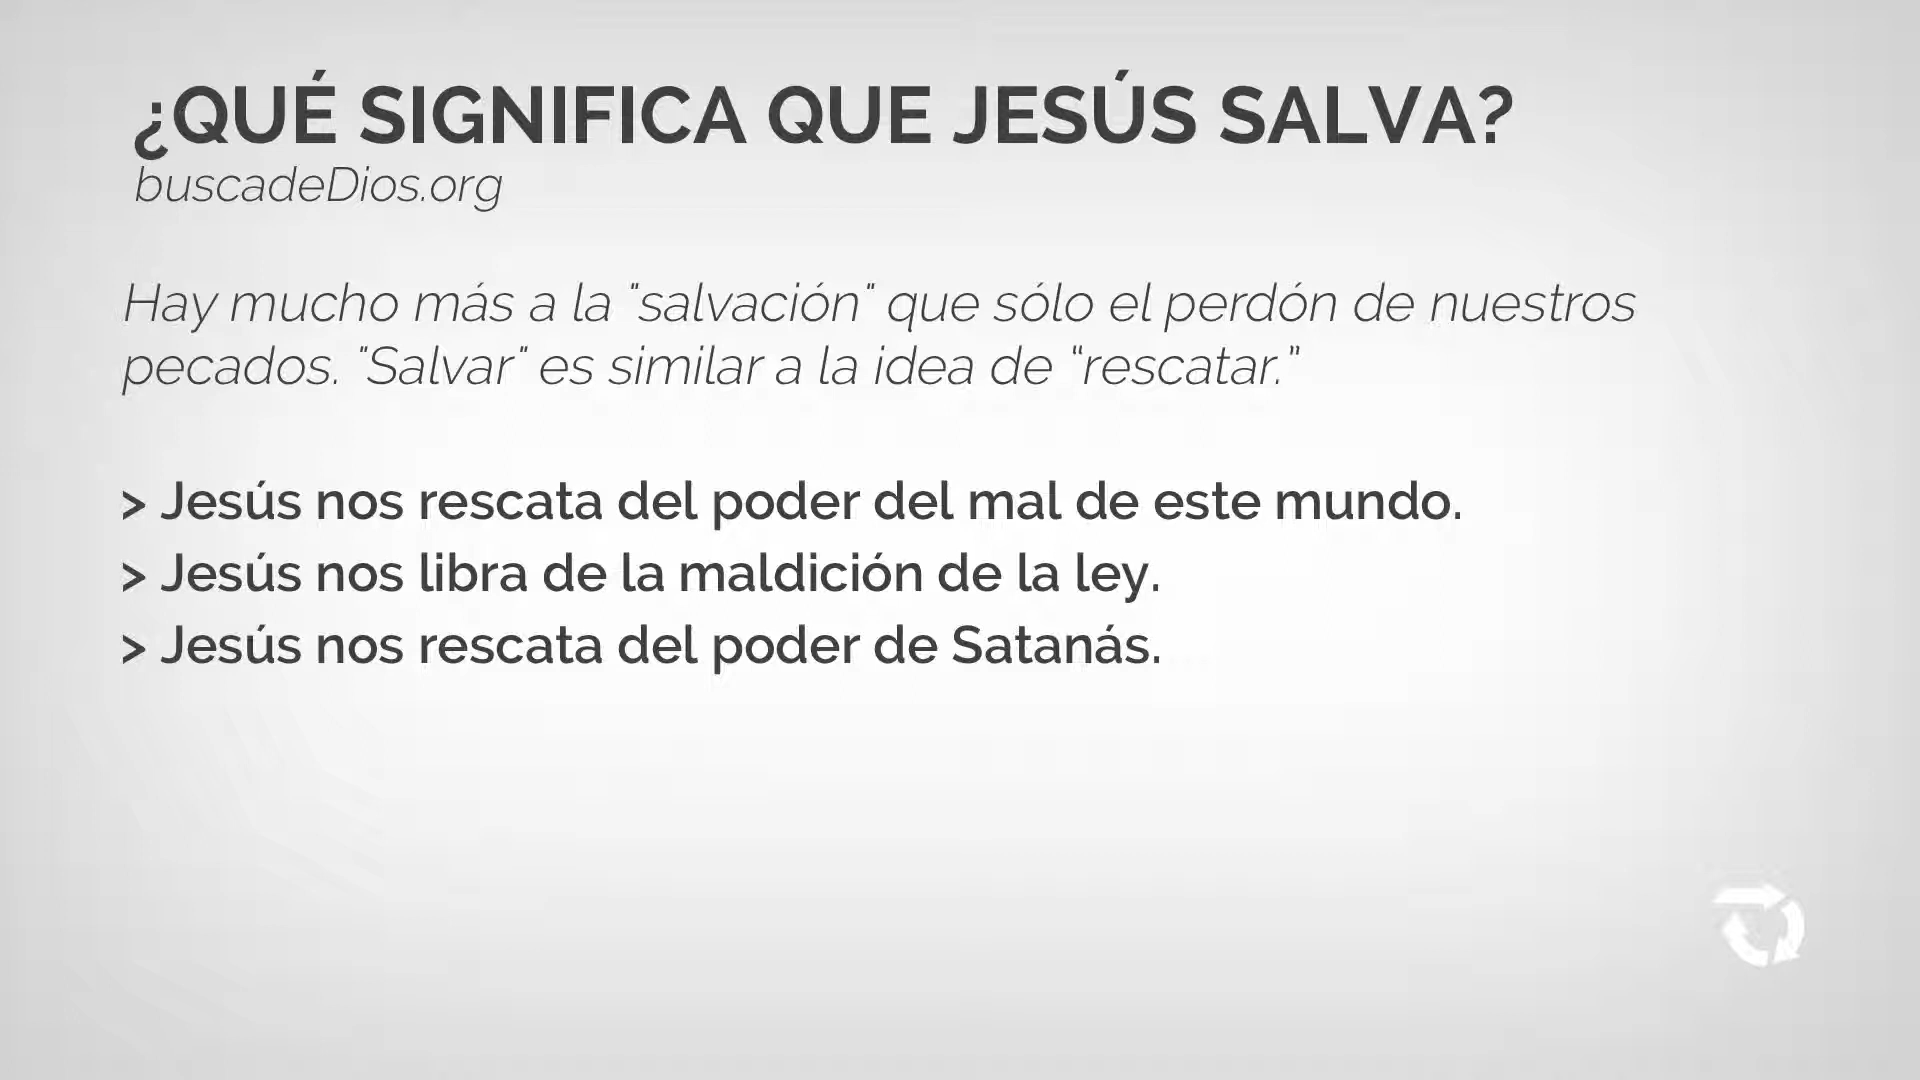 ¿QUÉ SIGNIFICA QUE JESÚS SALVA?
buscadeDios.org
Hay mucho más a la "salvación" que sólo el perdón de nuestros
pecados. "Salvar" es similar a la idea de “rescatar.”
> Jesús nos rescata del poder del mal de este mundo.
> Jesús nos libra de la maldición de la ley.
> Jesús nos rescata del poder de Satanás.